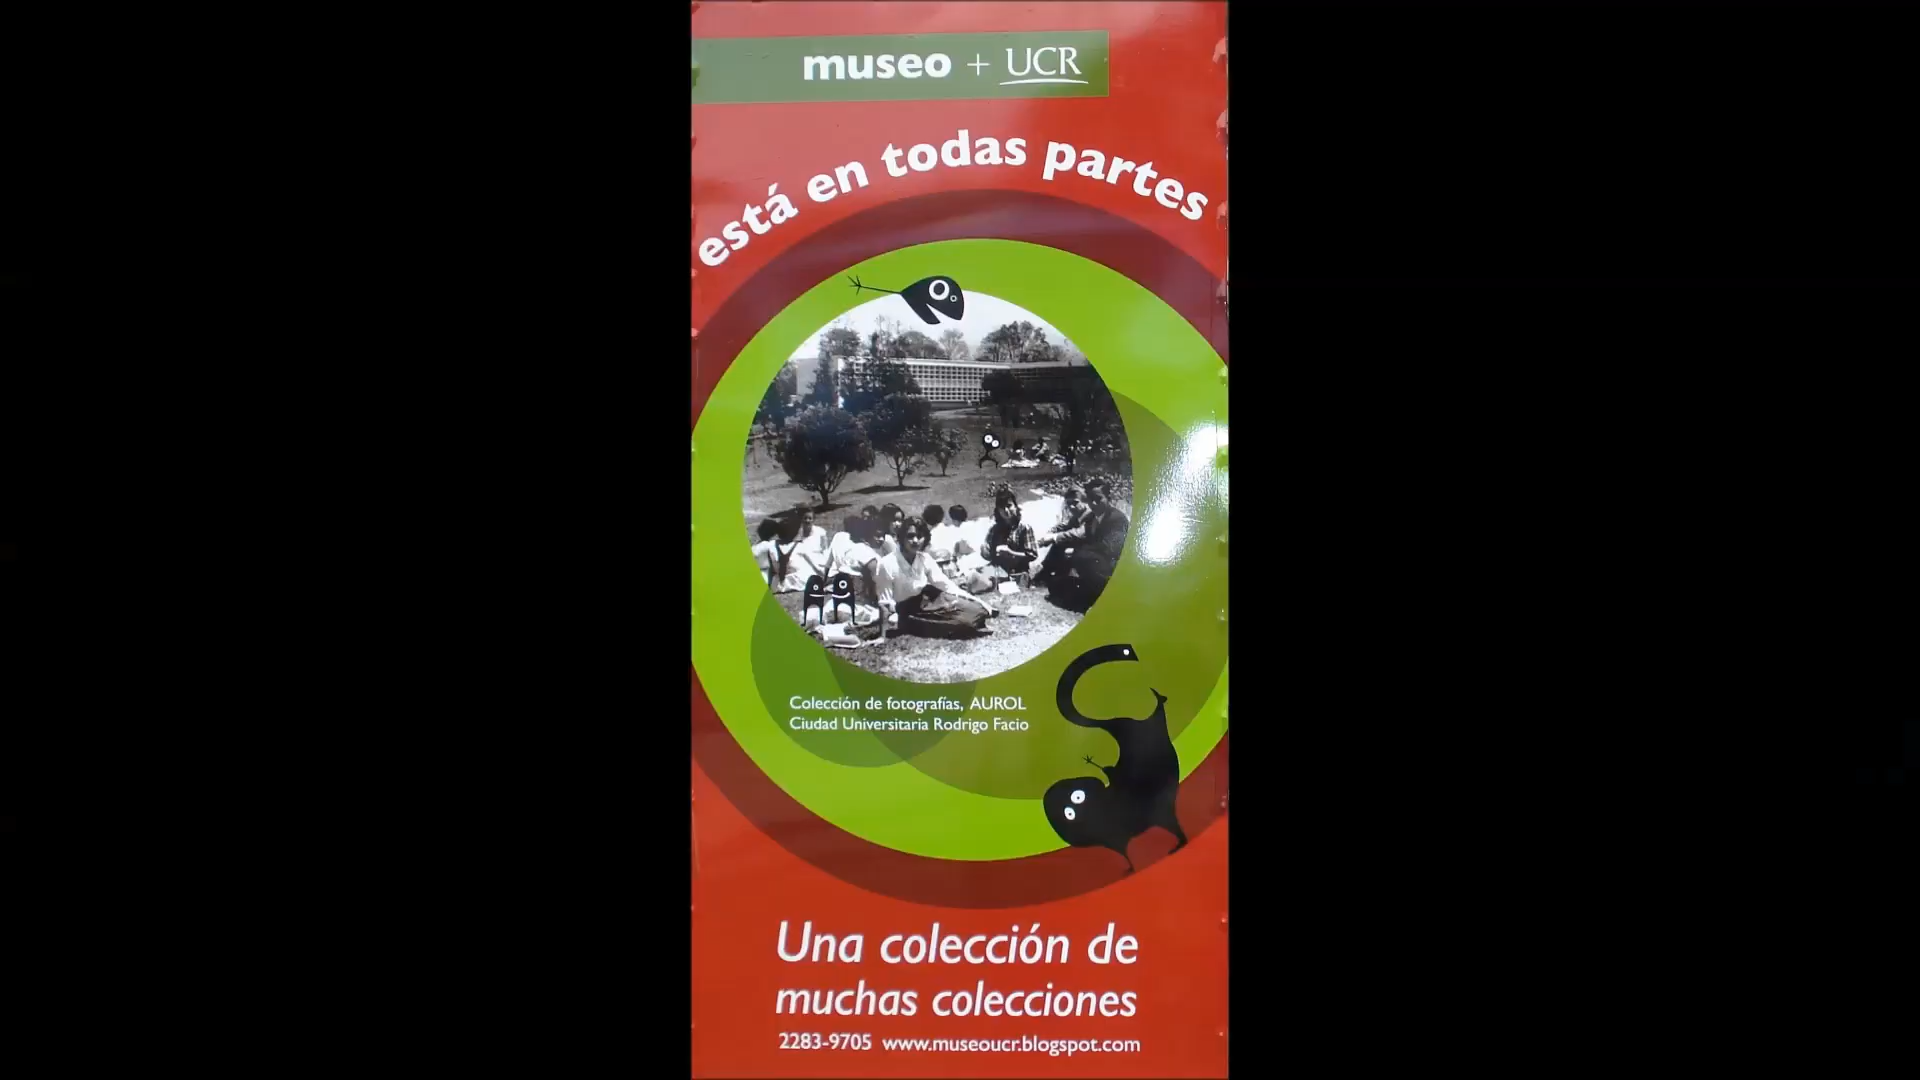 museo + UCR
está en todas partes
Colección de fotografías, AUROL
Ciudad Universitaria Rodrigo Facio
Una colección de
muchas colecciones
2283-9705 www.museoucr.blogspot.com